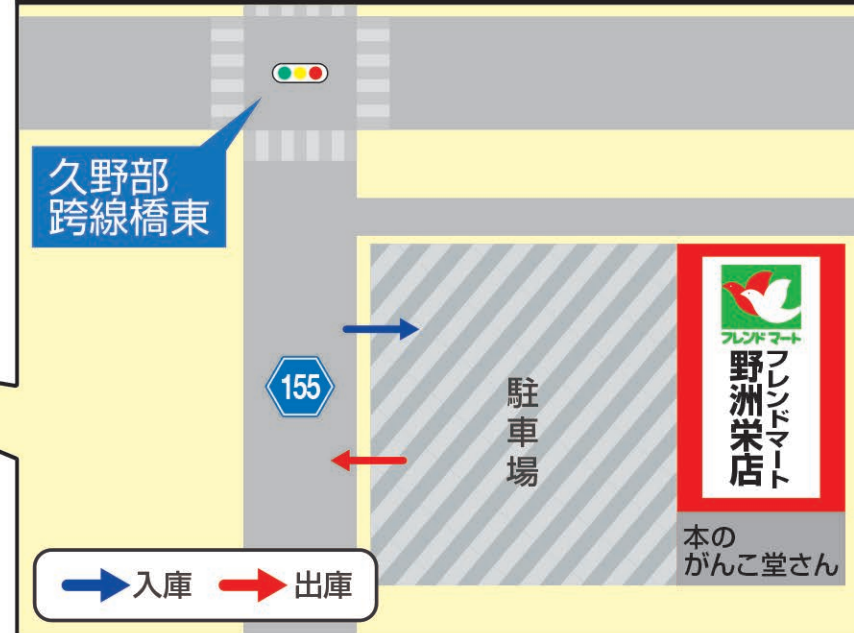 久野部
跨線橋東
155
駐車場
フレンドマート
フレンドマート
野洲栄店
本の
がんこ堂さん
入庫
出庫